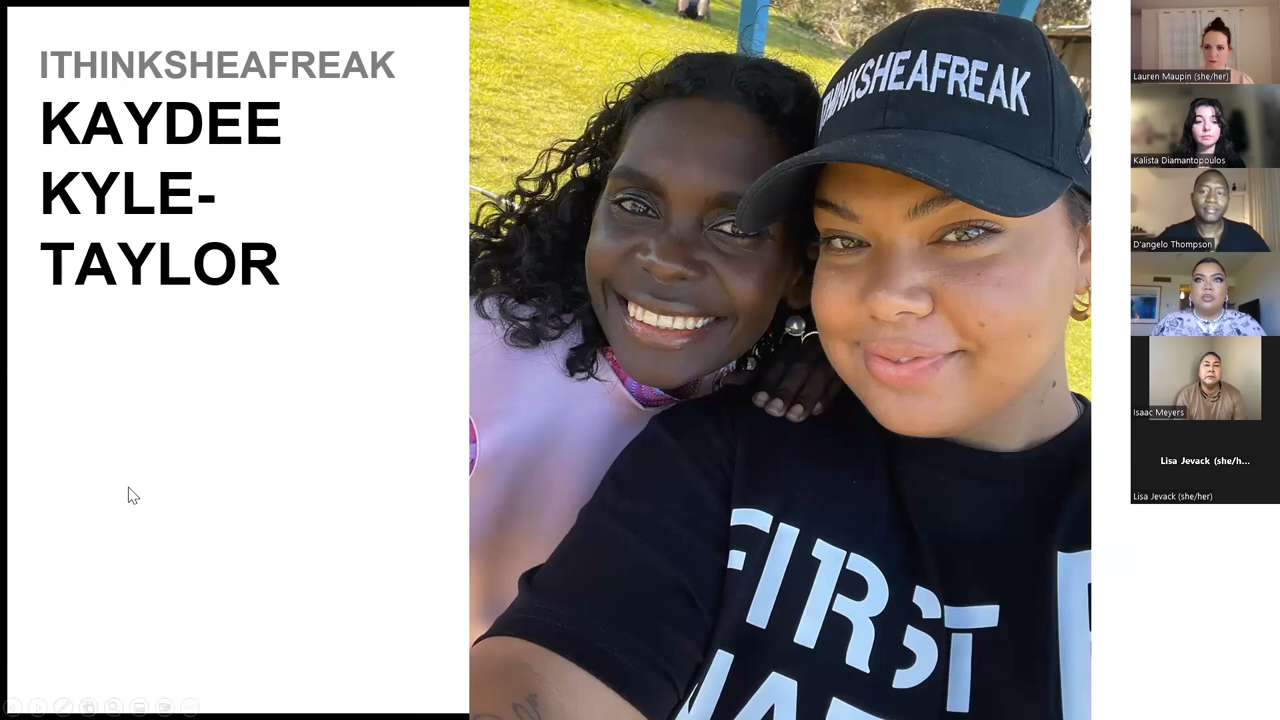 ITHINKSHEAFREAK
KAYDEE
KYLE-
TAYLOR
THINKSHEAFREAK
FIRST
Lauren Maupin (she/her)
Kalista Diamantopoulos
D'angelo Thompson
Isaac Meyers
Lisa Jevack (she/h...
Lisa Jevack (she/her)